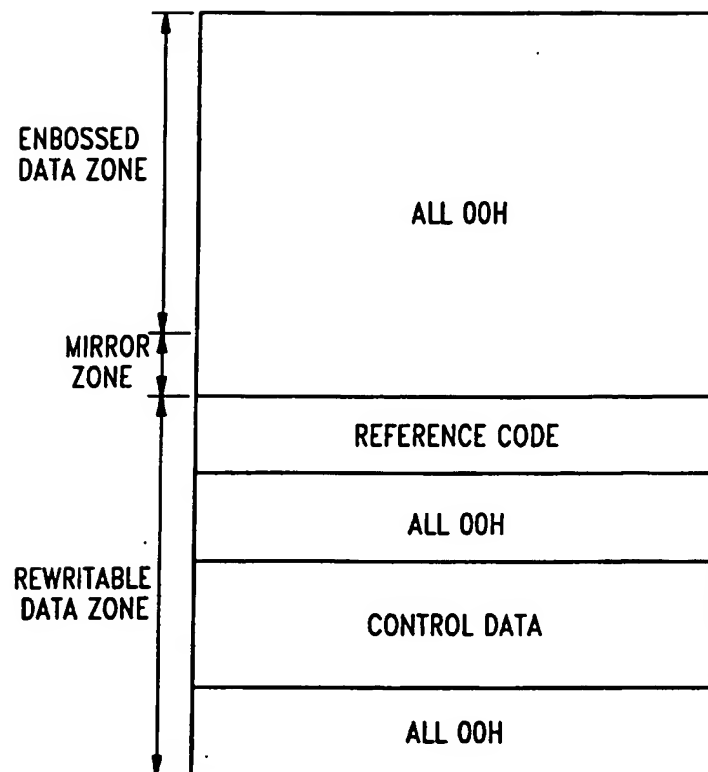 ENBOSSED
DATA ZONE
ALL 00H
MIRROR
ZONE
REFERENCE CODE
ALL 00H
REWRITABLE
DATA ZONE
CONTROL DATA
ALL 00H